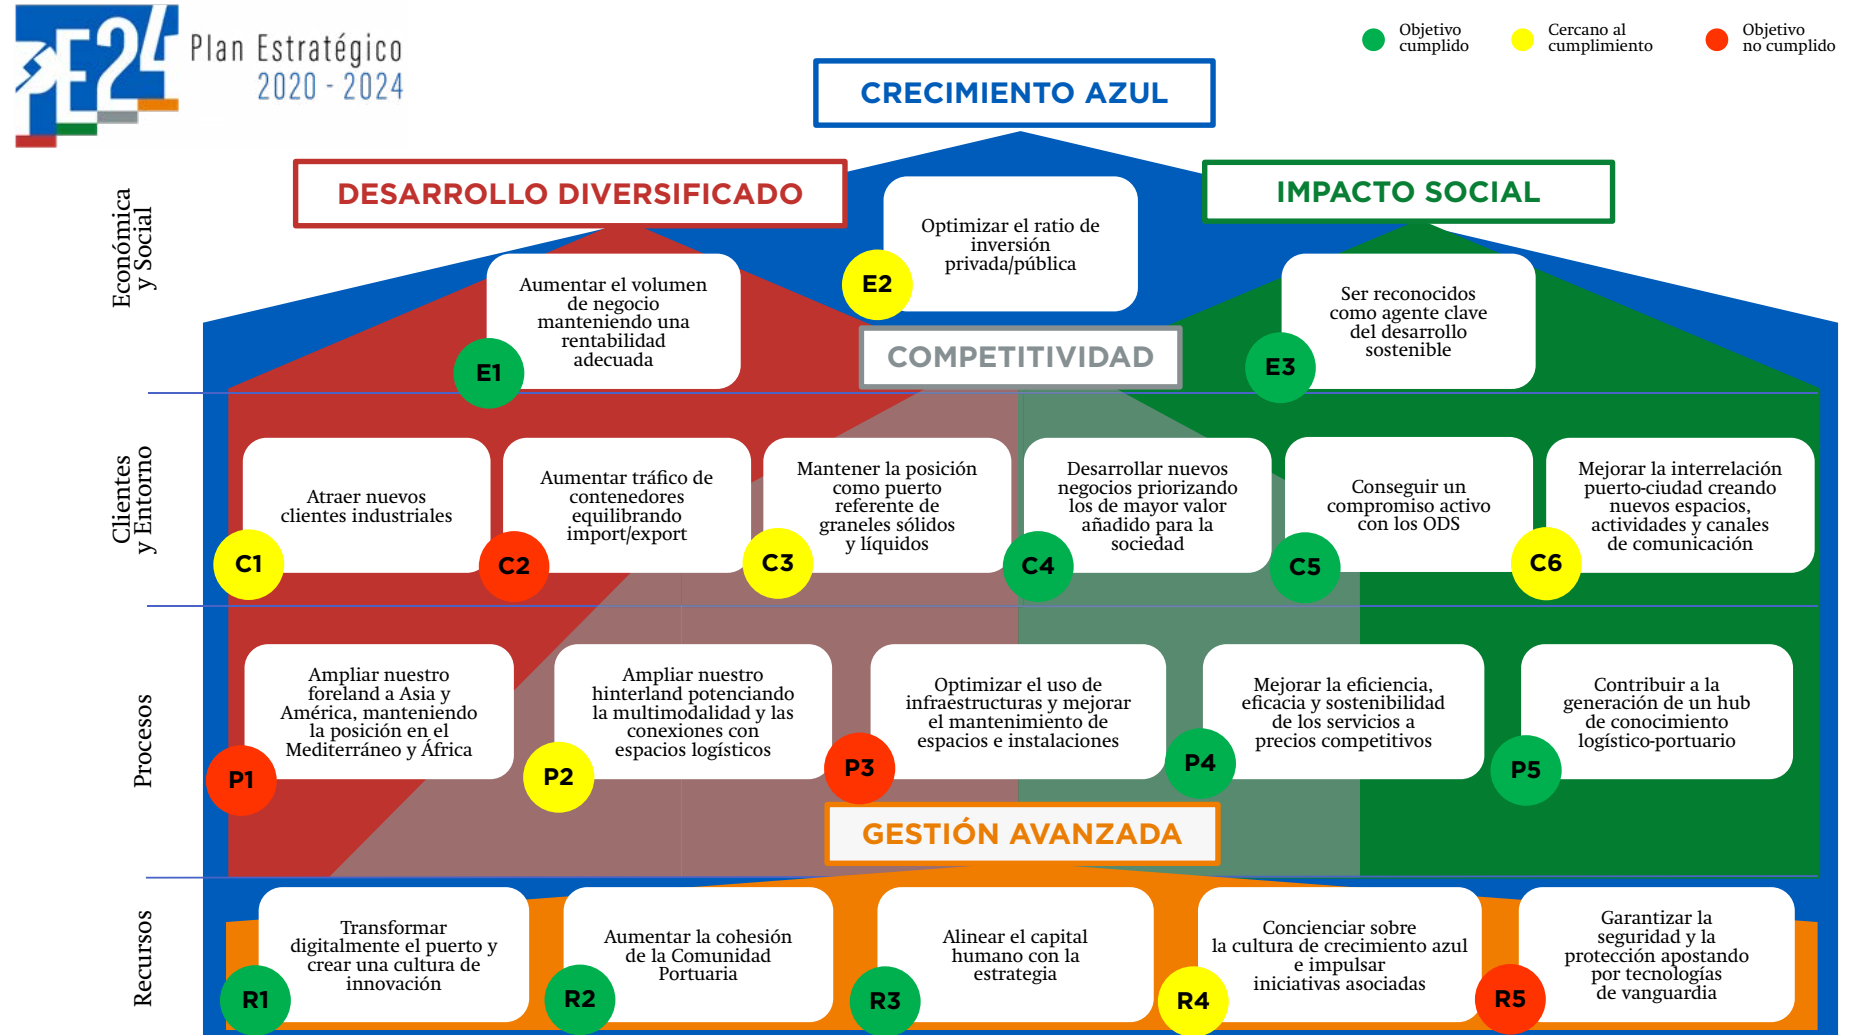 PE24
Plan Estratégico
2020 - 2024
Objetivo
cumplido
Cercano al
cumplimiento
Objetivo
no cumplido
CRECIMIENTO AZUL
DESARROLLO DIVERSIFICADO
IMPACTO SOCIAL
Económica
y Social
Optimizar el ratio de
inversión
privada/pública
E2
Aumentar el volumen
de negocio
manteniendo una
rentabilidad
adecuada
E1
Ser reconocidos
como agente clave
del desarrollo
sostenible
E3
COMPETITIVIDAD
Clientes
y Entorno
Atraer nuevos
clientes industriales
C1
Aumentar tráfico de
contenedores
equilibrando
import/export
C2
Mantener la posición
como puerto
referente de
graneles sólidos
y líquidos
C3
Desarrollar nuevos
negocios priorizando
los de mayor valor
añadido para la
sociedad
C4
Conseguir un
compromiso activo
con los ODS
C5
Mejorar la interrelación
puerto-ciudad creando
nuevos espacios,
actividades y canales
de comunicación
C6
Procesos
Ampliar nuestro
foreland a Asia y
América, manteniendo
la posición en el
Mediterráneo y África
P1
Ampliar nuestro
hinterland potenciando
la multimodalidad y las
conexiones con
espacios logísticos
P2
Optimizar el uso de
infraestructuras y mejorar
el mantenimiento de
espacios e instalaciones
P3
Mejorar la eficiencia,
eficacia y sostenibilidad
de los servicios a
precios competitivos
P4
Contribuir a la
generación de un hub
de conocimiento
logístico-portuario
P5
GESTIÓN AVANZADA
Recursos
Transformar
digitalmente el puerto y
crear una cultura de
innovación
R1
Aumentar la cohesión
de la Comunidad
Portuaria
R2
Alinear el capital
humano con la
estrategia
R3
Concienciar sobre
la cultura de crecimiento azul
e impulsar
iniciativas asociadas
R4
Garantizar la
seguridad y la
protección apostando
por tecnologías
de vanguardia
R5